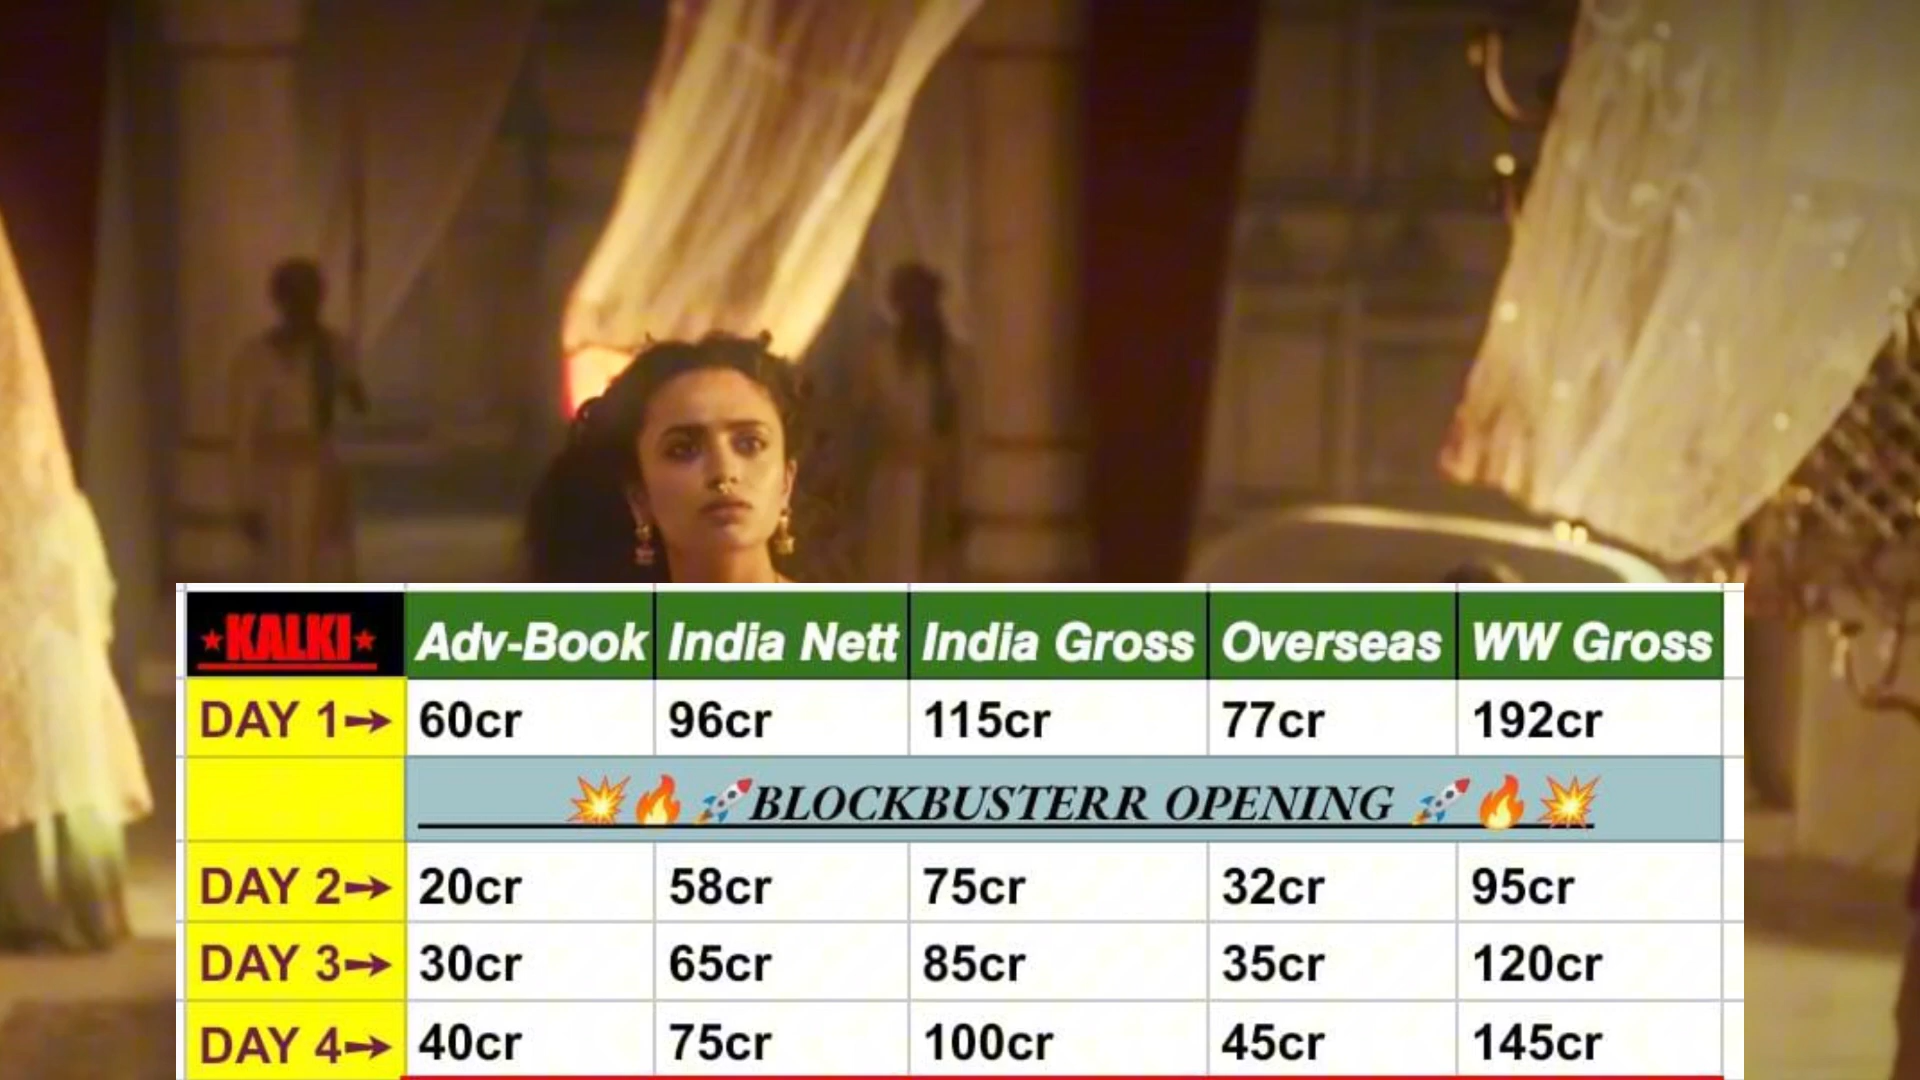 ★KALKI★ Adv-Book India Nett India Gross Overseas WW Gross
DAY 1→ 60cr 96cr 115cr 77cr 192cr
💥🔥🚀BLOCKBUSTERR OPENING 🚀🔥💥
DAY 2→ 20cr 58cr 75cr 32cr 95cr
DAY 3→ 30cr 65cr 85cr 35cr 120cr
DAY 4→ 40cr 75cr 100cr 45cr 145cr